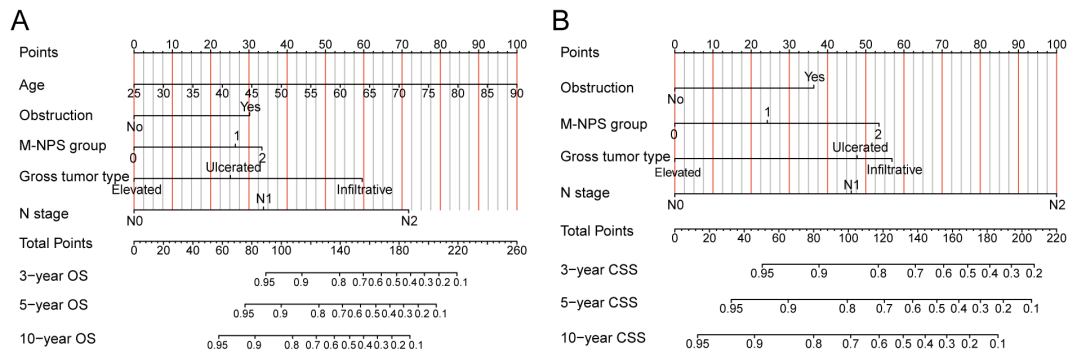 A
Points 0 10 20 30 40 50 60 70 80 90 100
Age
25 30 35 40 45 50 55 60 65 70 75 80 85 90
Yes
Obstruction
No
1
M−NPS group
0 2
Ulcerated
Gross tumor type
Elevated Infiltrative
N1
N stage
N0 N2
Total Points
0 20 40 60 80 100 120 140 160 180 200 220 260
3−year OS
0.95 0.9 0.8 0.7 0.6 0.5 0.4 0.3 0.2 0.1
5−year OS
0.95 0.9 0.8 0.7 0.6 0.5 0.4 0.3 0.2 0.1
10−year OS
0.95 0.9 0.8 0.7 0.6 0.5 0.4 0.3 0.2 0.1
B
Points 0 10 20 30 40 50 60 70 80 90 100
Yes
Obstruction
No
1
M−NPS group
0 2
Ulcerated
Gross tumor type
Elevated Infiltrative
N1
N stage
N0 N2
Total Points
0 20 40 60 80 100 120 140 160 180 200 220
3−year CSS
0.95 0.9 0.8 0.7 0.6 0.5 0.4 0.3 0.2
5−year CSS
0.95 0.9 0.8 0.7 0.6 0.5 0.4 0.3 0.2 0.1
10−year CSS
0.95 0.9 0.8 0.7 0.6 0.5 0.4 0.3 0.2 0.1